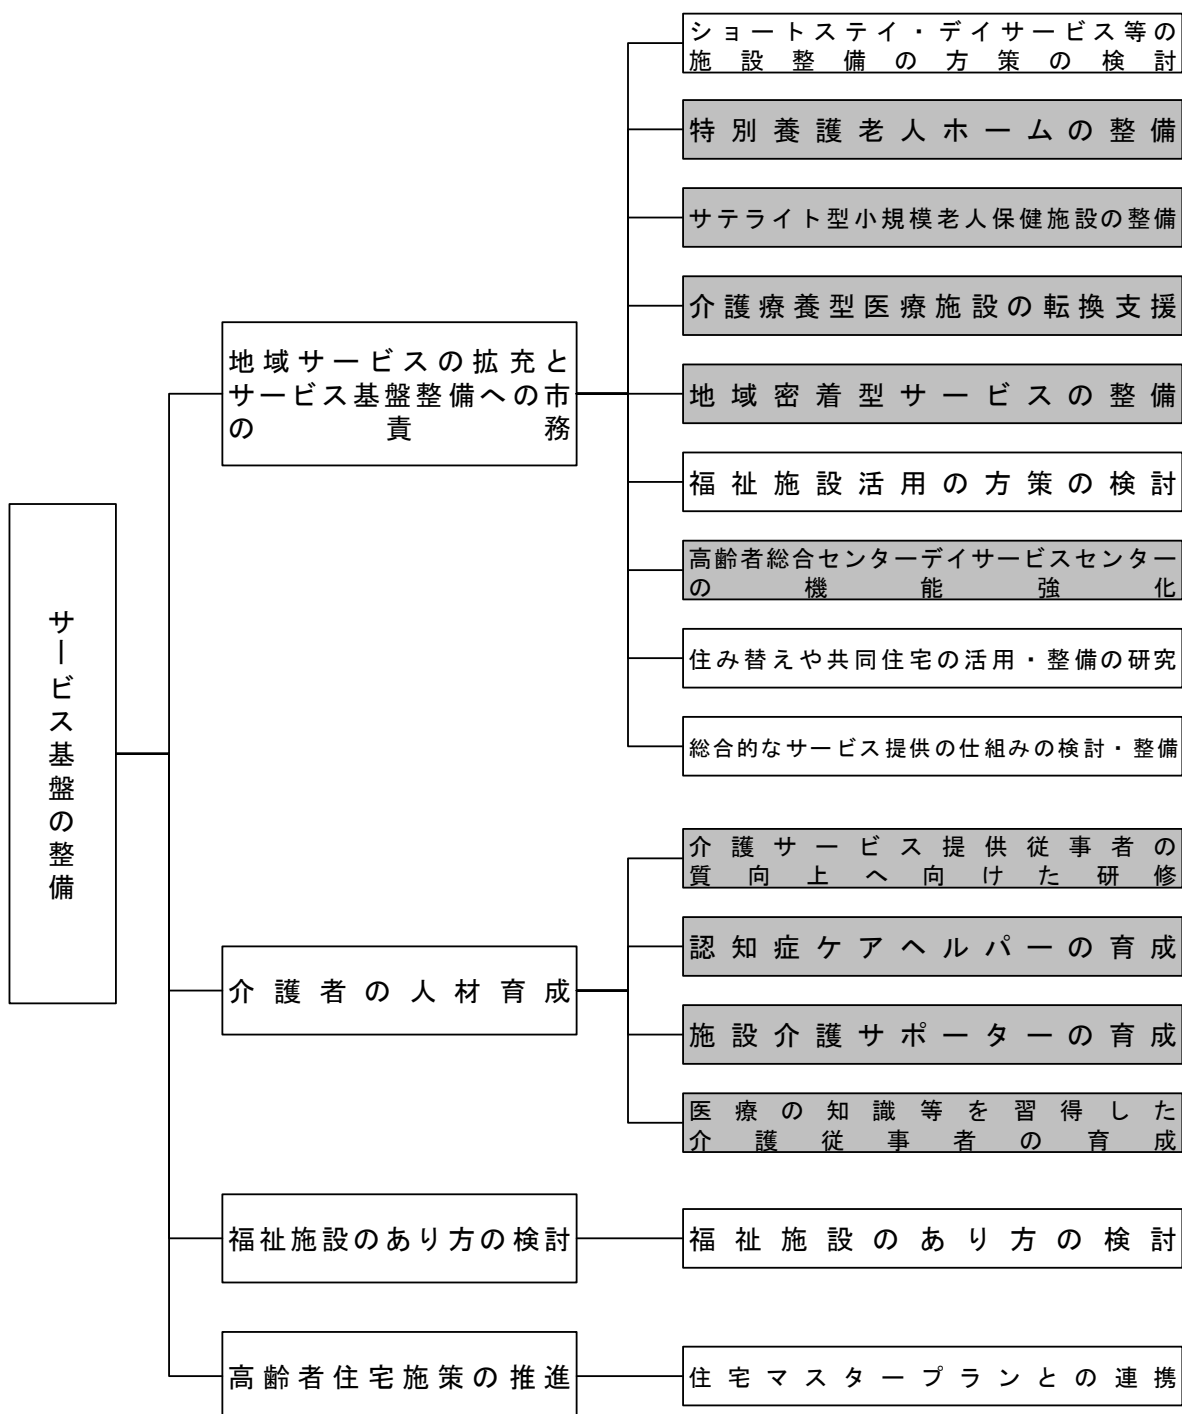 サービス基盤の整備
地域サービスの拡充と
サービス基盤整備への市
の責務
ショートステイ・デイサービス等の
施設整備の方策の検討
特別養護老人ホームの整備
サテライト型小規模老人保健施設の整備
介護療養型医療施設の転換支援
地域密着型サービスの整備
福祉施設活用の方策の検討
高齢者総合センターデイサービスセンター
の機能強化
住み替えや共同住宅の活用・整備の研究
総合的なサービス提供の仕組みの検討・整備
介護者の人材育成
介護サービス提供従事者の
質向上へ向けた研修
認知症ケアヘルパーの育成
施設介護サポーターの育成
医療の知識等を習得した
介護従事者の育成
福祉施設のあり方の検討
福祉施設のあり方の検討
高齢者住宅施策の推進
住宅マスタープランとの連携